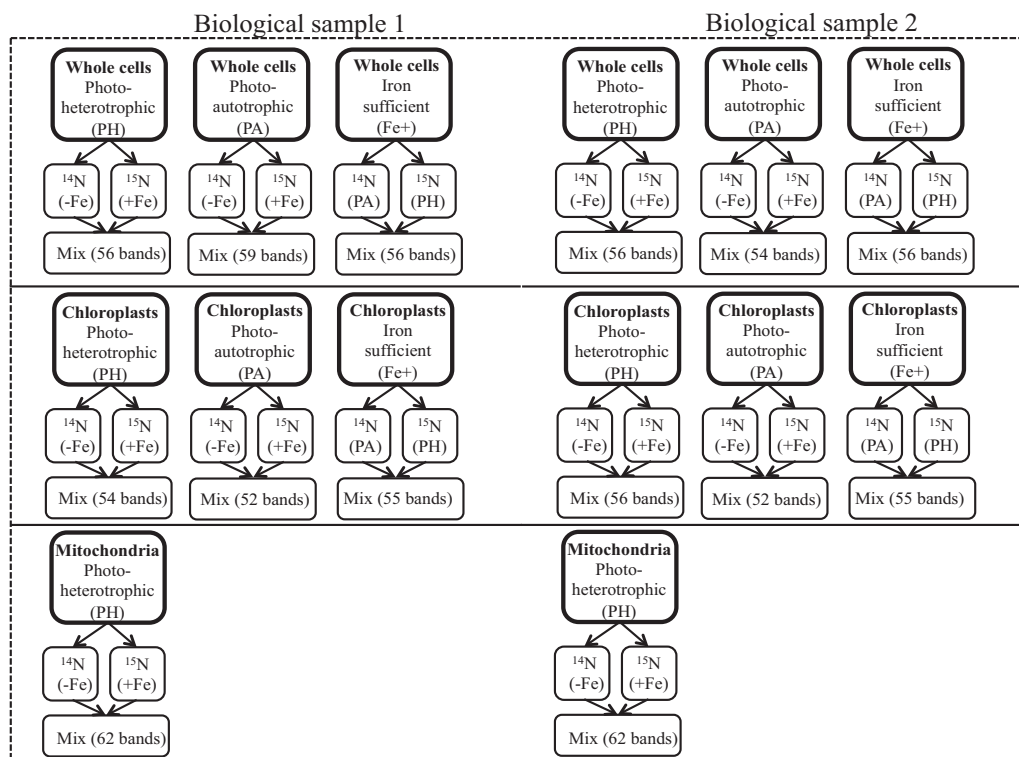 Biological sample 1
Biological sample 2
Whole cells
Photo-
heterotrophic
(PH)
Whole cells
Photo-
autotrophic
(PA)
Whole cells
Iron
sufficient
(Fe+)
Whole cells
Photo-
heterotrophic
(PH)
Whole cells
Photo-
autotrophic
(PA)
Whole cells
Iron
sufficient
(Fe+)
¹⁴N
(-Fe)
¹⁵N
(+Fe)
¹⁴N
(-Fe)
¹⁵N
(+Fe)
¹⁴N
(PA)
¹⁵N
(PH)
¹⁴N
(-Fe)
¹⁵N
(+Fe)
¹⁴N
(-Fe)
¹⁵N
(+Fe)
¹⁴N
(PA)
¹⁵N
(PH)
Mix (56 bands)
Mix (59 bands)
Mix (56 bands)
Mix (56 bands)
Mix (54 bands)
Mix (56 bands)
Chloroplasts
Photo-
heterotrophic
(PH)
Chloroplasts
Photo-
autotrophic
(PA)
Chloroplasts
Iron
sufficient
(Fe+)
Chloroplasts
Photo-
heterotrophic
(PH)
Chloroplasts
Photo-
autotrophic
(PA)
Chloroplasts
Iron
sufficient
(Fe+)
¹⁴N
(-Fe)
¹⁵N
(+Fe)
¹⁴N
(-Fe)
¹⁵N
(+Fe)
¹⁴N
(PA)
¹⁵N
(PH)
¹⁴N
(-Fe)
¹⁵N
(+Fe)
¹⁴N
(-Fe)
¹⁵N
(+Fe)
¹⁴N
(PA)
¹⁵N
(PH)
Mix (54 bands)
Mix (52 bands)
Mix (55 bands)
Mix (56 bands)
Mix (52 bands)
Mix (55 bands)
Mitochondria
Photo-
heterotrophic
(PH)
Mitochondria
Photo-
heterotrophic
(PH)
¹⁴N
(-Fe)
¹⁵N
(+Fe)
¹⁴N
(-Fe)
¹⁵N
(+Fe)
Mix (62 bands)
Mix (62 bands)